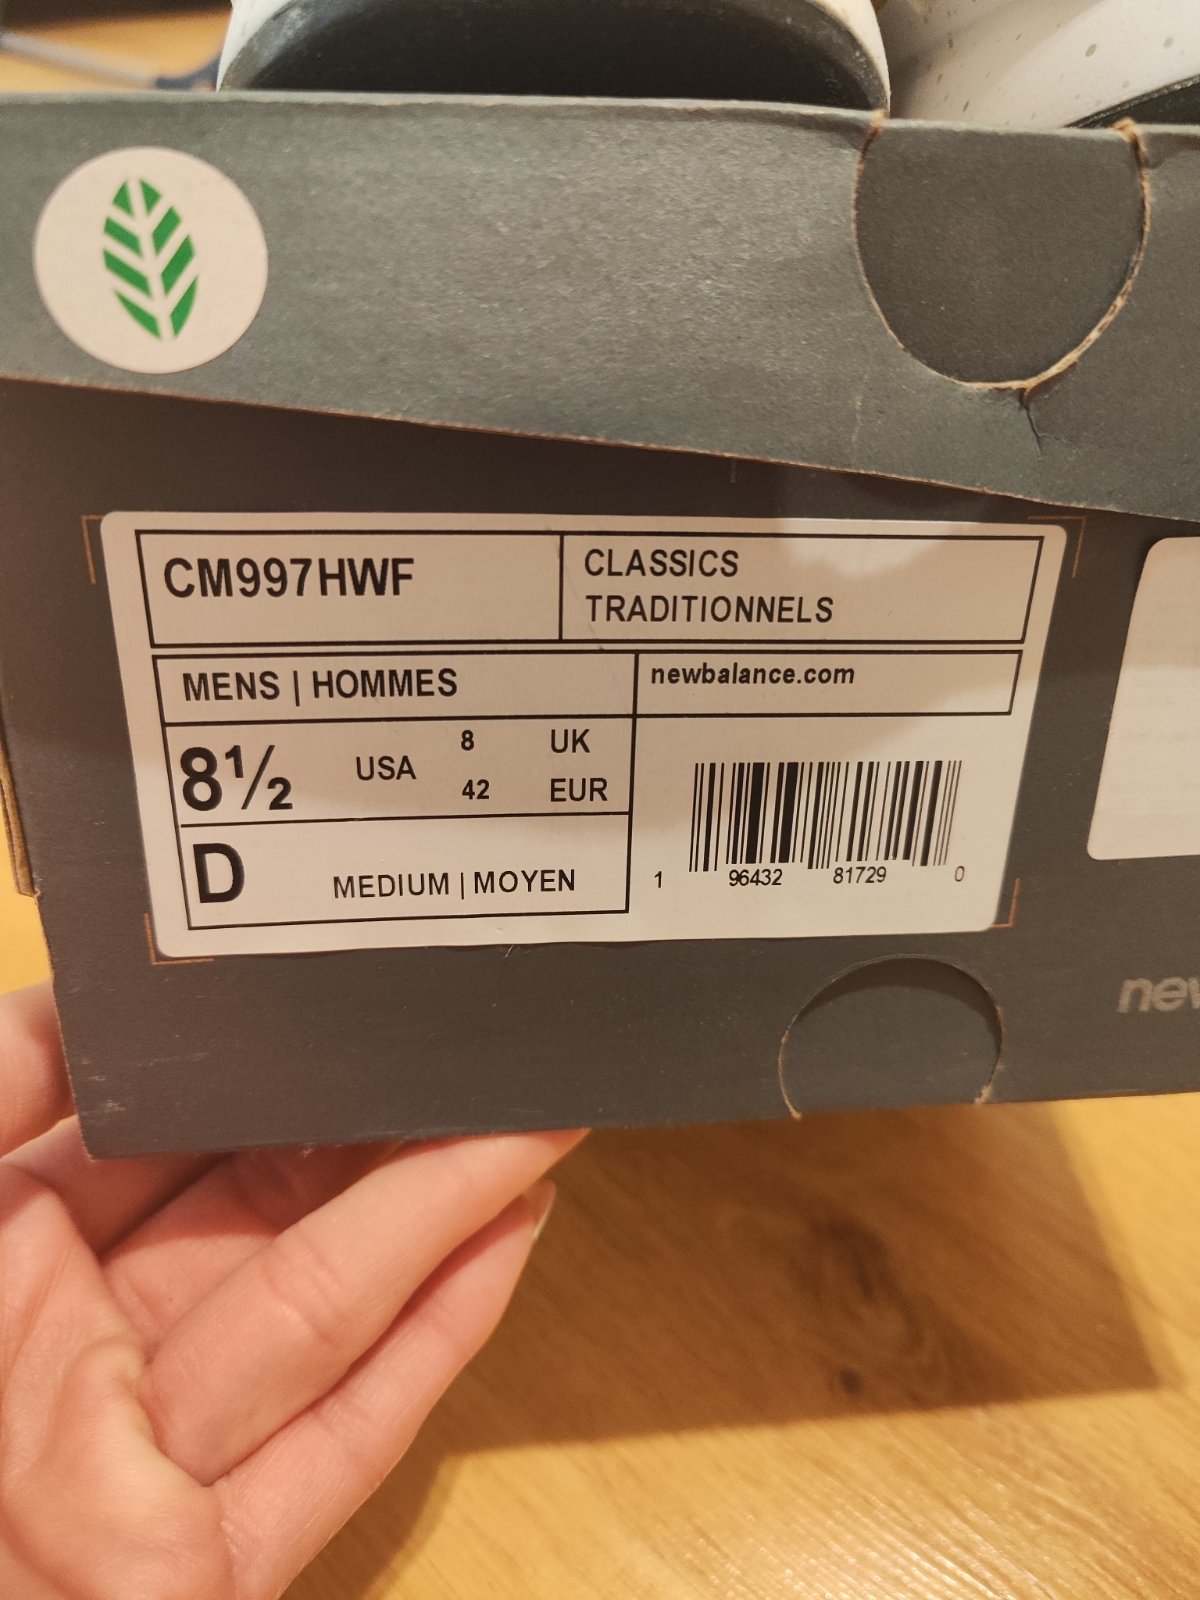 CM997HWF
CLASSICS
TRADITIONNELS
MENS | HOMMES
newbalance.com
8½ USA 8 UK
42 EUR
D MEDIUM | MOYEN
1 96432 81729 0